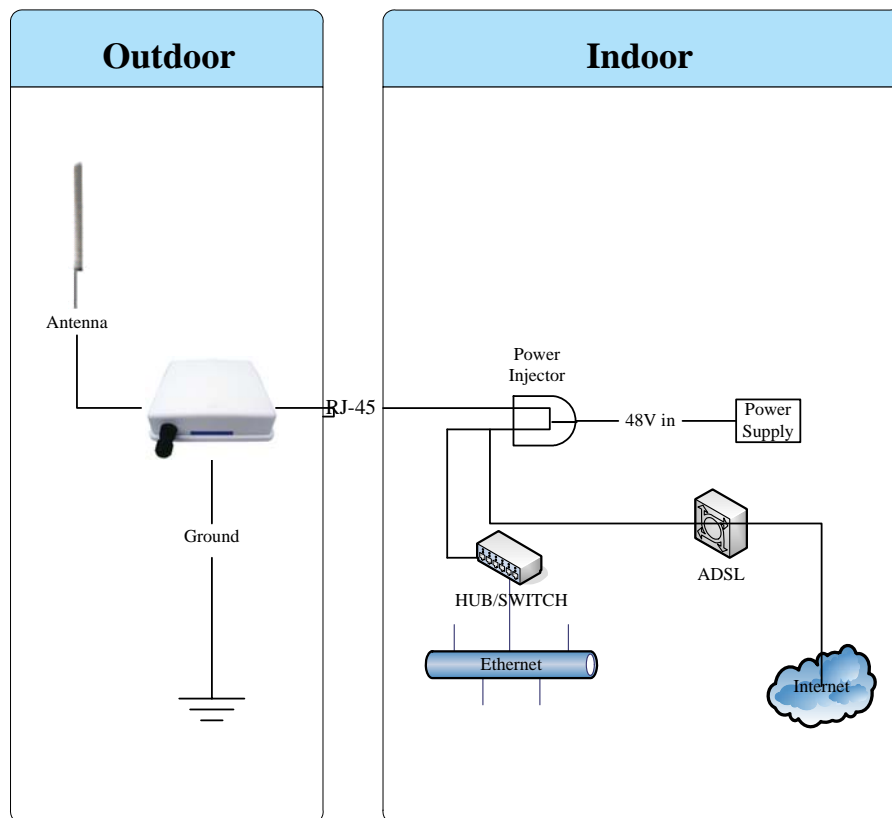 Outdoor
Indoor
Antenna
Power
Injector
RJ-45
48V in
Power
Supply
Ground
ADSL
HUB/SWITCH
Ethernet
Internet